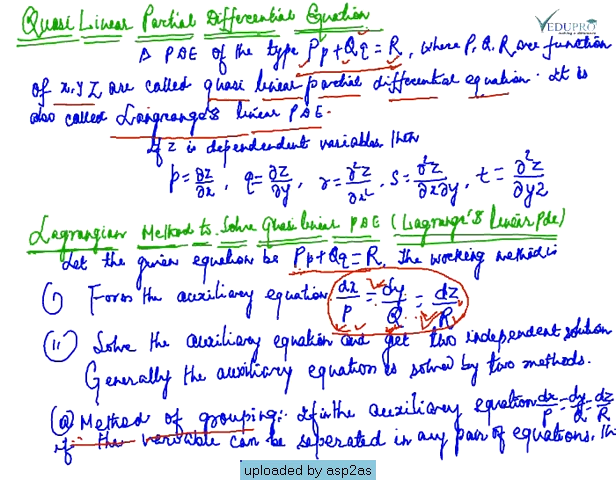 Quasi Linear Partial Differential Equation
VEDUPRO
A PDE of the type Pp + Qq = R, where P, Q, R are function
of x, y, z are called quasi linear partial differential equation. It is
also called Langrange's linear PDE.
If z is dependendent variables, then
p = ∂z/∂x, q = ∂z/∂y, r = ∂²z/∂x², s = ∂²z/∂x∂y, t = ∂²z/∂y2
Lagrangian Method to Solve Quasi linear PDE (Lagrange's linear Pde)
Let the given equation be Pp + Qq = R. The working method is
(i) Form the auxiliary equation dx/P = dy/Q = dz/R
(ii) Solve the auxiliary equation and get two independent solution
Generally the auxiliary equation is solved by two methods.
(a) Method of grouping: If in the auxiliary equation dx/P = dy/Q = dz/R
if the variable can be seperated in any pair of equations, th
uploaded by asp2as